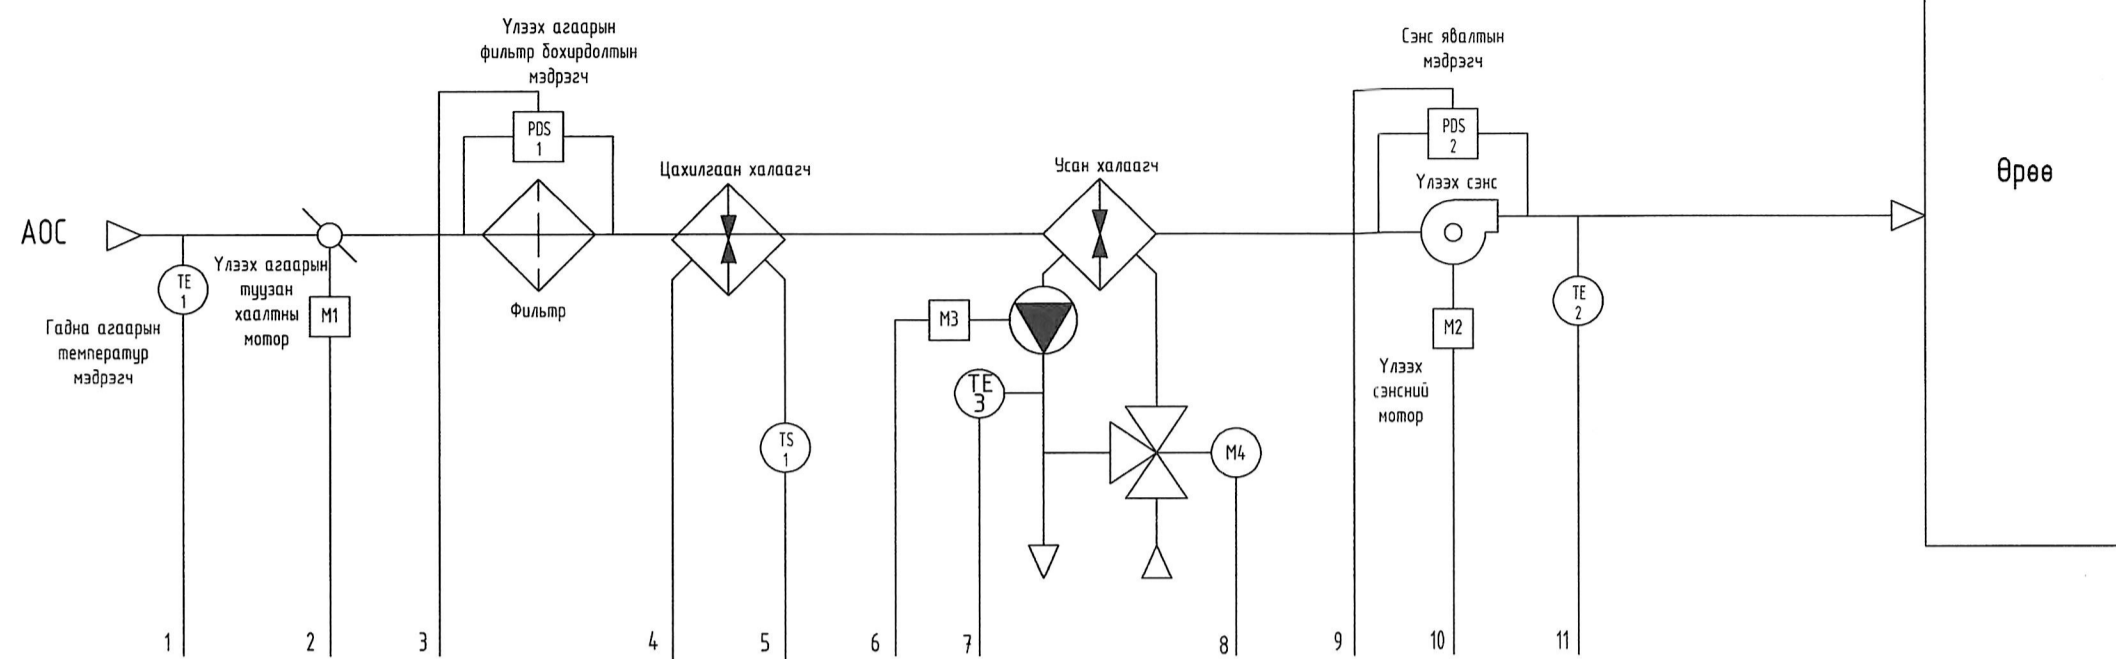 Үлээх агаарын
фильтр бохирдолтын
мэдрэгч
PDS
1
Сэнс явалтын
мэдрэгч
PDS
2
Цахилгаан халаагч
Усан халаагч
Үлээх сэнс
Өрөө
АОС
TE
1
Гадна агаарын
температур
мэдрэгч
Үлээх агаарын
туузан
хаалтны
мотор
M1
Фильтр
TS
1
M3
TE
3
M4
M2
Үлээх
сэнсний
мотор
TE
2
1
2
3
4
5
6
7
8
9
10
11